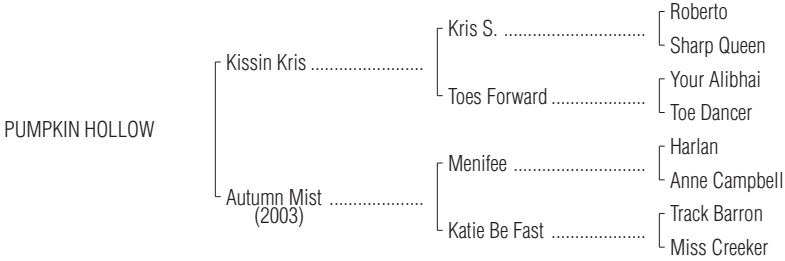 Roberto
Kris S. ..............................
Sharp Queen
Kissin Kris ........................
Your Alibhai
Toes Forward ....................
Toe Dancer
PUMPKIN HOLLOW
Harlan
Menifee ............................
Anne Campbell
Autumn Mist ....................
(2003)
Track Barron
Katie Be Fast ....................
Miss Creeker